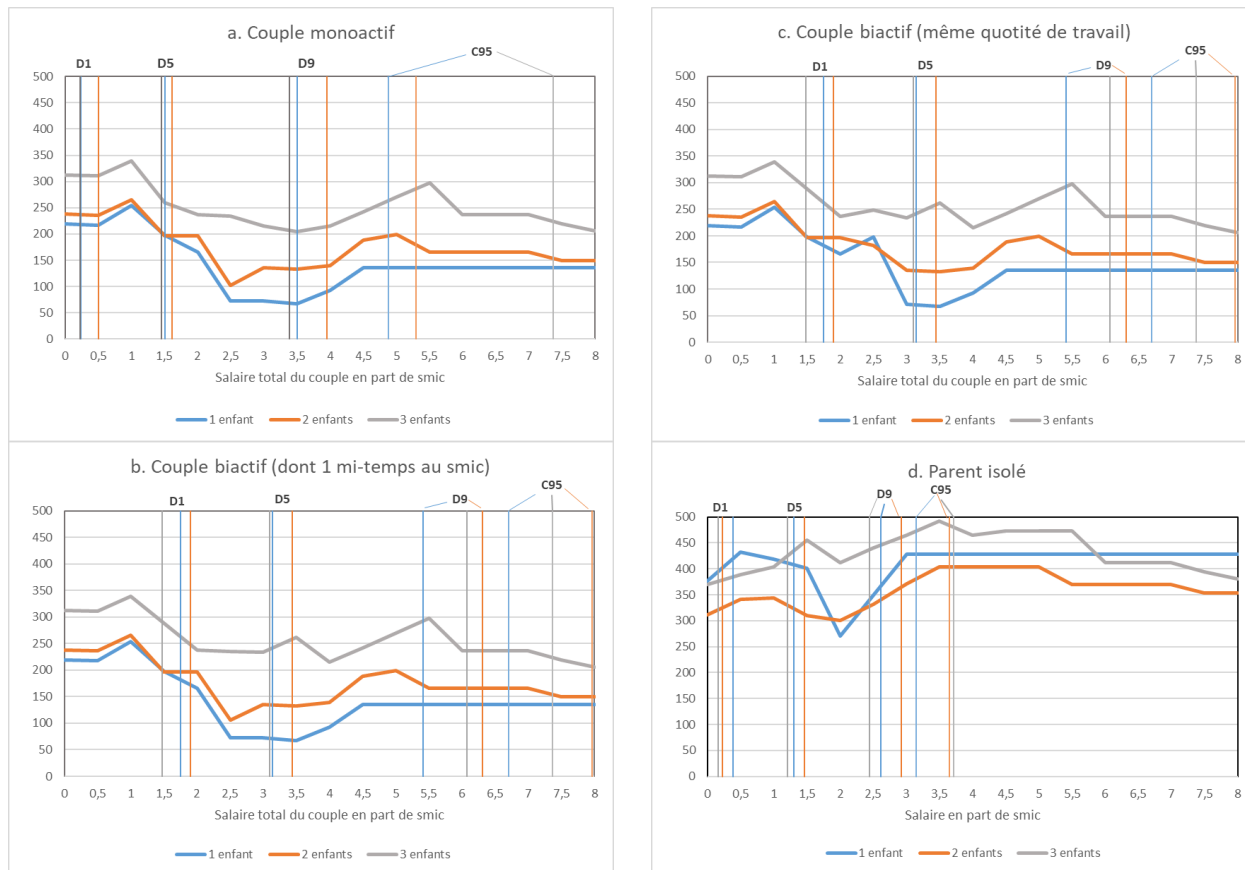 a. Couple monoactif
C95
D1 D5 D9
500
450
400
350
300
250
200
150
100
50
0
0 0,5 1 1,5 2 2,5 3 3,5 4 4,5 5 5,5 6 6,5 7 7,5 8
Salaire total du couple en part de smic
1 enfant 2 enfants 3 enfants
b. Couple biactif (dont 1 mi-temps au smic)
C95
D1 D5 D9
500
450
400
350
300
250
200
150
100
50
0
0 0,5 1 1,5 2 2,5 3 3,5 4 4,5 5 5,5 6 6,5 7 7,5 8
Salaire total du couple en part de smic
1 enfant 2 enfants 3 enfants
c. Couple biactif (même quotité de travail)
C95
D1 D5 D9
500
450
400
350
300
250
200
150
100
50
0
0 0,5 1 1,5 2 2,5 3 3,5 4 4,5 5 5,5 6 6,5 7 7,5 8
Salaire total du couple en part de smic
1 enfant 2 enfants 3 enfants
d. Parent isolé
D9 C95
D1 D5
500
450
400
350
300
250
200
150
100
50
0
0 0,5 1 1,5 2 2,5 3 3,5 4 4,5 5 5,5 6 6,5 7 7,5 8
Salaire en part de smic
1 enfant 2 enfants 3 enfants